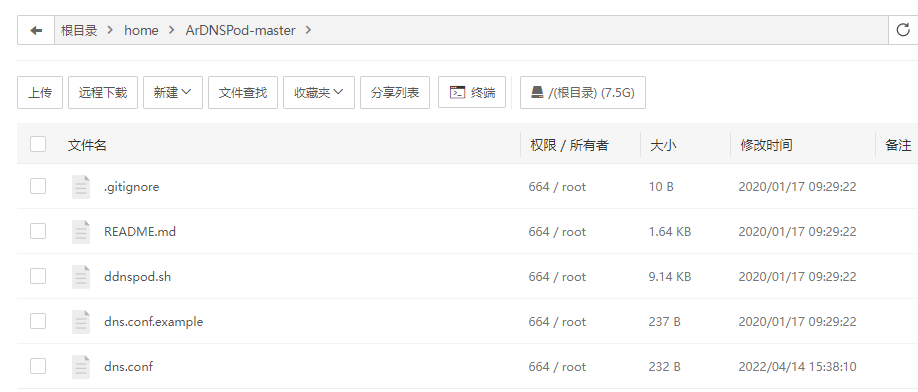 根目录 home ArDNSPod-master
上传 远程下载 新建 文件查找 收藏夹 分享列表 终端 /(根目录) (7.5G)
文件名 权限 / 所有者 大小 修改时间 备注
.gitignore 664 / root 10 B 2020/01/17 09:29:22
README.md 664 / root 1.64 KB 2020/01/17 09:29:22
ddnspod.sh 664 / root 9.14 KB 2020/01/17 09:29:22
dns.conf.example 664 / root 237 B 2020/01/17 09:29:22
dns.conf 664 / root 232 B 2022/04/14 15:38:10